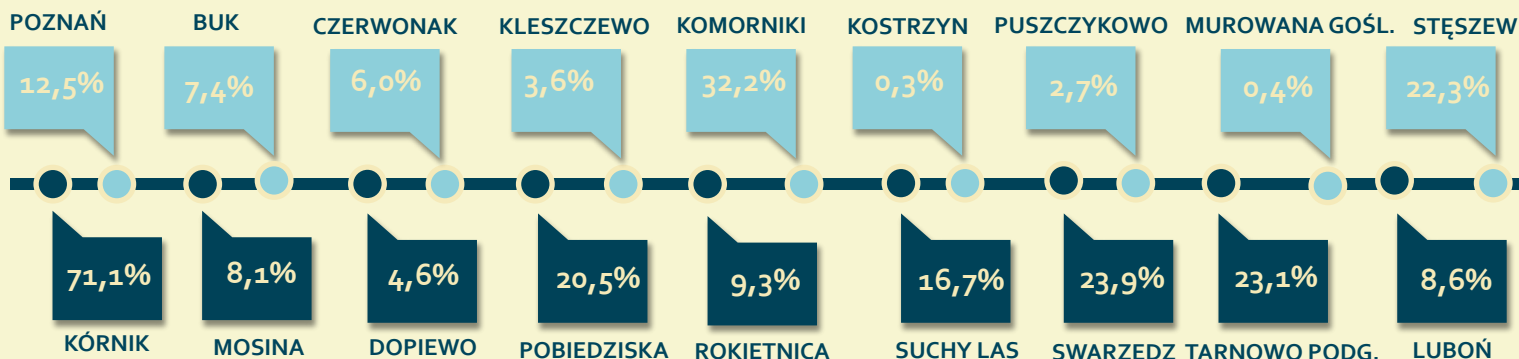 POZNAŃ BUK CZERWONAK KLESZCZEWO KOMORNIKI KOSTRZYN PUSZCZYKOWO MUROWANA GOŚL. STĘSZEW
12,5% 7,4% 6,0% 3,6% 32,2% 0,3% 2,7% 0,4% 22,3%
71,1% 8,1% 4,6% 20,5% 9,3% 16,7% 23,9% 23,1% 8,6%
KÓRNIK MOSINA DOPIEWO POBIEDZISKA ROKIETNICA SUCHY LAS SWARZĘDZ TARNOWO PODG. LUBOŃ